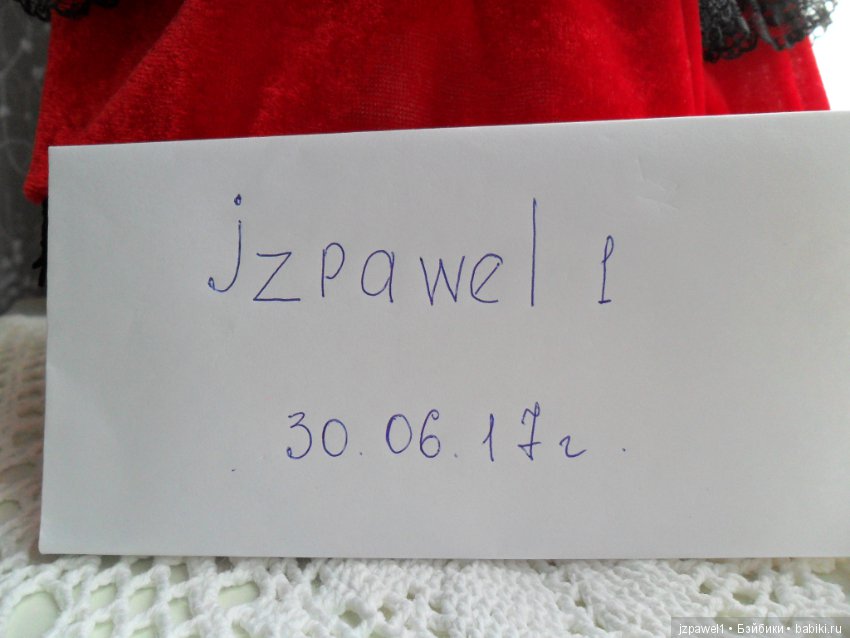 jzpawel 1
30.06.17г.
jzpawel1 • Бэйбики • babiki.ru